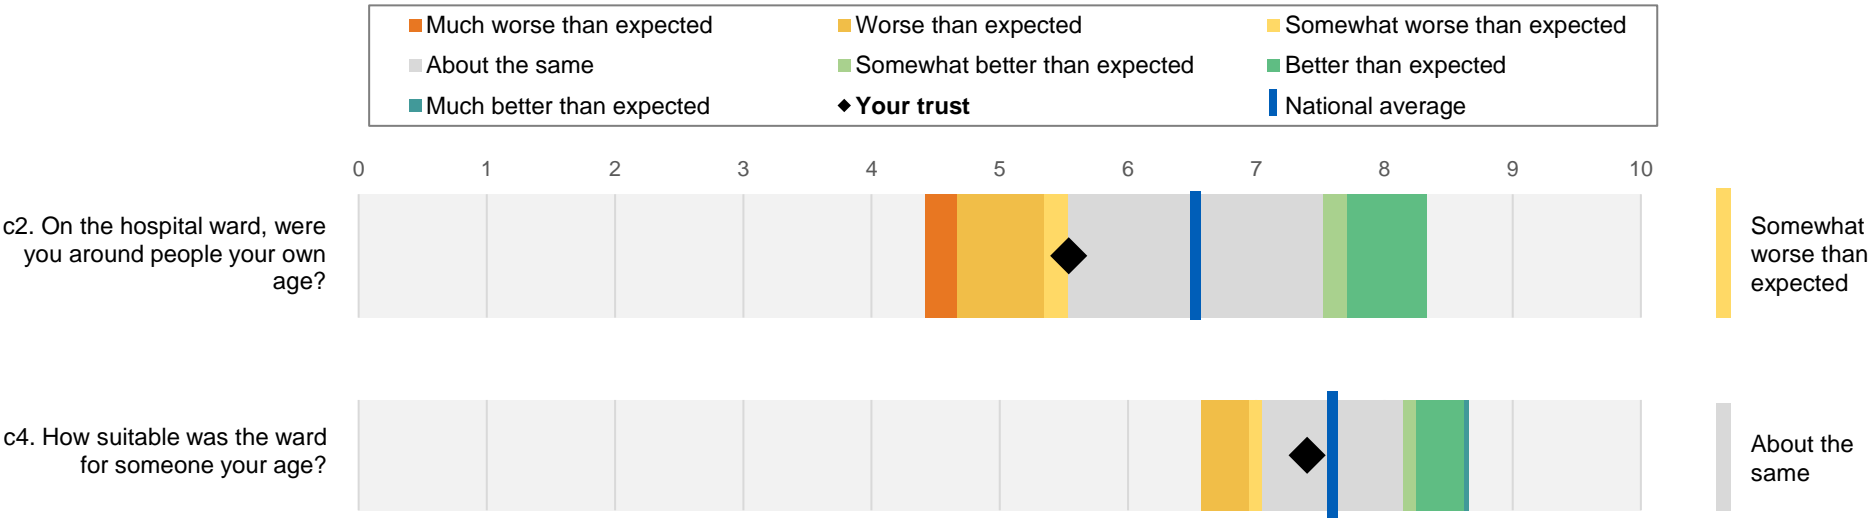 Much worse than expected
Worse than expected
Somewhat worse than expected
About the same
Somewhat better than expected
Better than expected
Much better than expected
Your trust
National average
0 1 2 3 4 5 6 7 8 9 10
c2. On the hospital ward, were
you around people your own
age?
Somewhat
worse than
expected
c4. How suitable was the ward
for someone your age?
About the
same